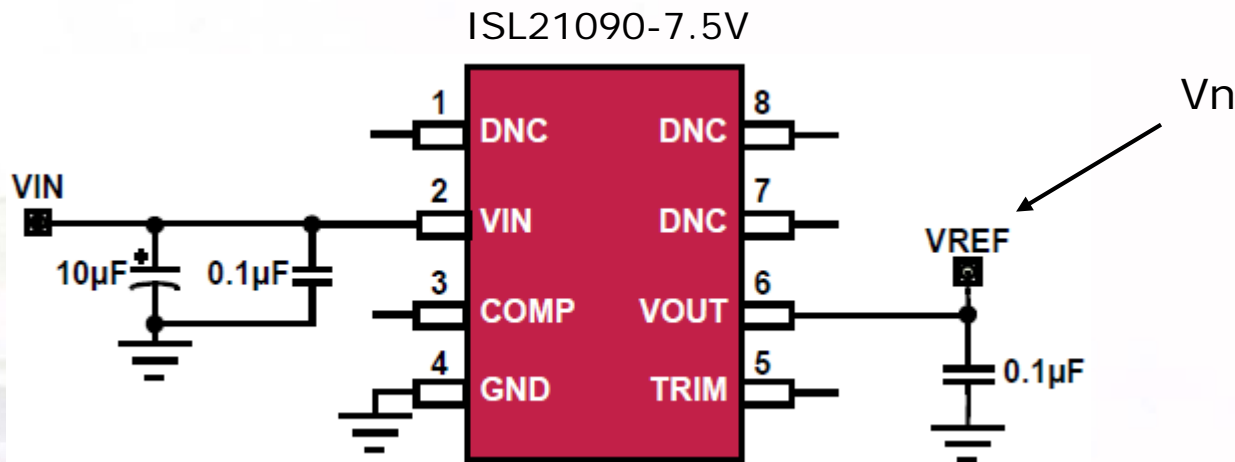 ISL21090-7.5V
Vn
1 8
DNC DNC
VIN
2 7
VIN DNC
VREF
10µF 0.1µF
3 6
COMP VOUT
4 5
GND TRIM
0.1µF